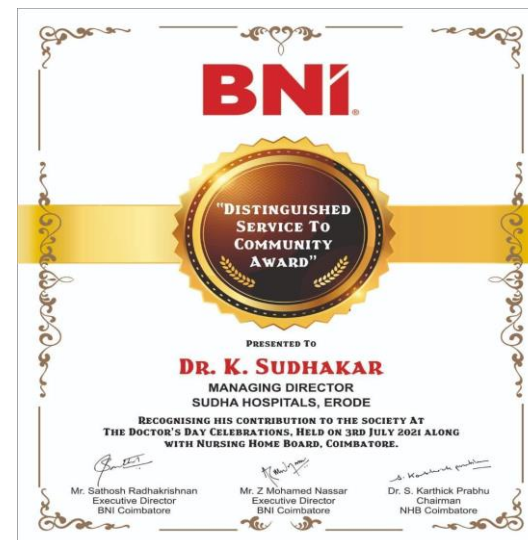 BNI®
"DISTINGUISHED
SERVICE TO
COMMUNITY
AWARD"
PRESENTED TO
DR. K. SUDHAKAR
MANAGING DIRECTOR
SUDHA HOSPITALS, ERODE
RECOGNISING HIS CONTRIBUTION TO THE SOCIETY AT
THE DOCTOR'S DAY CELEBRATIONS, HELD ON 3RD JULY 2021 ALONG
WITH NURSING HOME BOARD, COIMBATORE.
S. Karthick Prabhu
Mr. Sathosh Radhakrishnan
Executive Director
BNI Coimbatore
Mr. Z Mohamed Nassar
Executive Director
BNI Coimbatore
Dr. S. Karthick Prabhu
Chairman
NHB Coimbatore